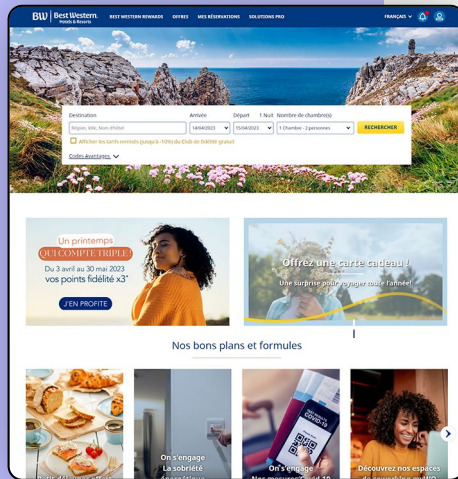 BW Best Western
Hotels & Resorts
BEST WESTERN REWARDS OFFRES MES RÉSERVATIONS SOLUTIONS PRO
FRANÇAIS
Destination Arrivée Départ 1 Nuit Nombre de chambre(s)
Région, Ville, Nom d'hôtel 14/04/2023 15/04/2023 1 Chambre - 2 personnes RECHERCHER
Afficher les tarifs remisés (jusqu'à -10%) du Club de fidélité gratuit
Codes Avantages
Un printemps
QUI COMPTE TRIPLE !
Du 3 avril au 30 mai 2023
vos points fidélité x3*
J'EN PROFITE
Offrez une carte cadeau !
Une surprise pour voyager toute l'année!
Nos bons plans et formules
On s'engage
La sobriété
COVID-19
On s'engage
Découvrez nos espaces